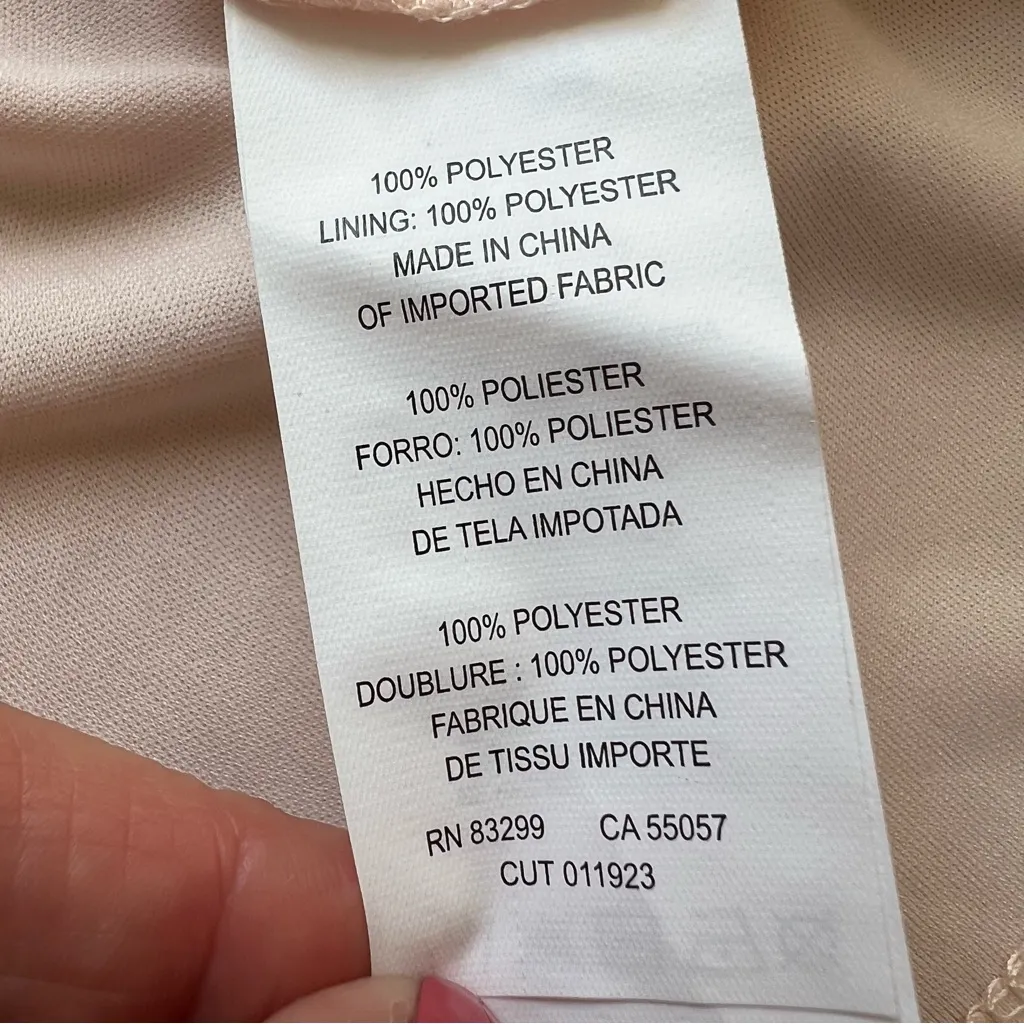 100% POLYESTER
LINING: 100% POLYESTER
MADE IN CHINA
OF IMPORTED FABRIC
100% POLIESTER
FORRO: 100% POLIESTER
HECHO EN CHINA
DE TELA IMPOTADA
100% POLYESTER
DOUBLURE : 100% POLYESTER
FABRIQUE EN CHINA
DE TISSU IMPORTE
RN 83299 CA 55057
CUT 011923